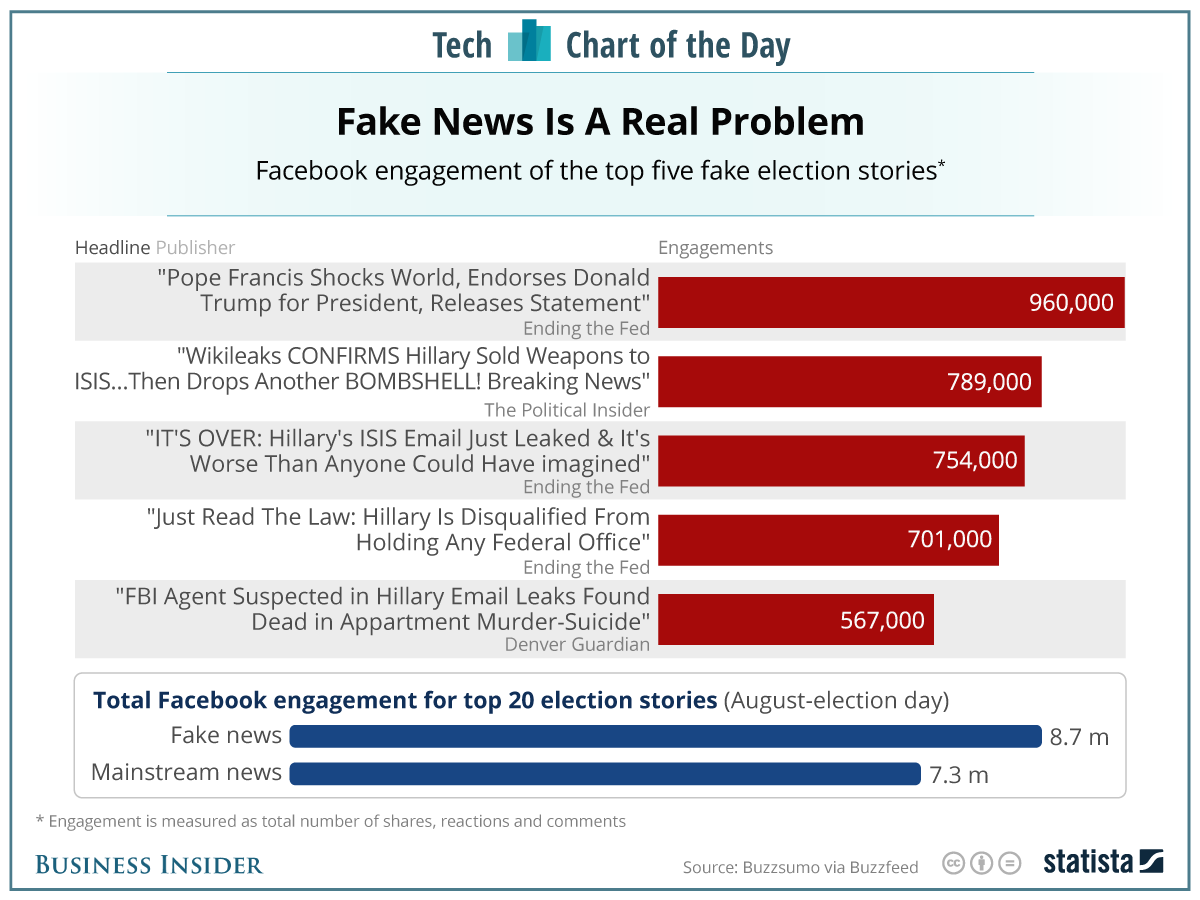 Tech Chart of the Day
Fake News Is A Real Problem
Facebook engagement of the top five fake election stories*
Headline Publisher
Engagements
"Pope Francis Shocks World, Endorses Donald
Trump for President, Releases Statement"
Ending the Fed
960,000
"Wikileaks CONFIRMS Hillary Sold Weapons to
ISIS...Then Drops Another BOMBSHELL! Breaking News"
The Political Insider
789,000
"IT'S OVER: Hillary's ISIS Email Just Leaked & It's
Worse Than Anyone Could Have imagined"
Ending the Fed
754,000
"Just Read The Law: Hillary Is Disqualified From
Holding Any Federal Office"
Ending the Fed
701,000
"FBI Agent Suspected in Hillary Email Leaks Found
Dead in Appartment Murder-Suicide"
Denver Guardian
567,000
Total Facebook engagement for top 20 election stories (August-election day)
Fake news 8.7 m
Mainstream news 7.3 m
* Engagement is measured as total number of shares, reactions and comments
BUSINESS INSIDER
Source: Buzzsumo via Buzzfeed
cc
statista